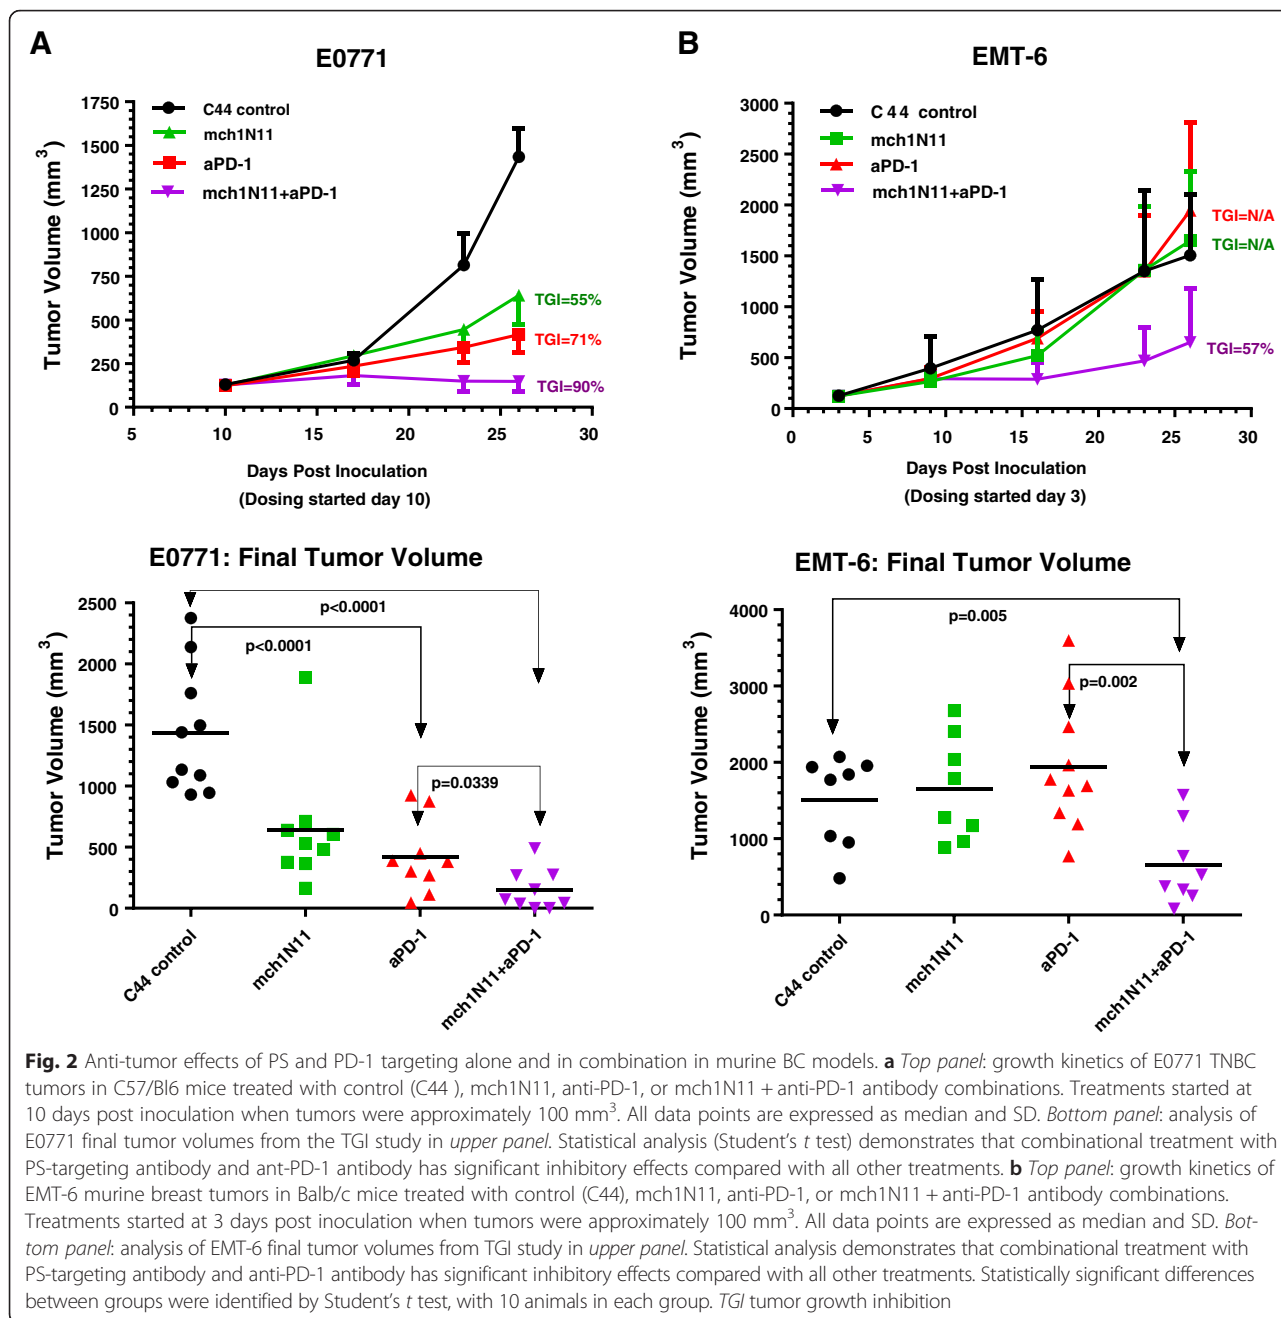 A
E0771
C44 control
mch1N11
aPD-1
mch1N11+aPD-1
Tumor Volume (mm3)
1750
1500
1250
1000
750
500
250
0
TGI=55%
TGI=71%
TGI=90%
5 10 15 20 25 30
Days Post Inoculation
(Dosing started day 10)
B
EMT-6
C 4 4 control
mch1N11
aPD-1
mch1N11+aPD-1
Tumor Volume (mm3)
3000
2500
2000
1500
1000
500
0
TGI=N/A
TGI=N/A
TGI=57%
0 5 10 15 20 25 30
Days Post Inoculation
(Dosing started day 3)
E0771: Final Tumor Volume
Tumor Volume (mm3)
2500
2000
1500
1000
500
0
p<0.0001
p<0.0001
p=0.0339
C44 control
mch1N11
aPD-1
mch1N11+aPD-1
EMT-6: Final Tumor Volume
Tumor Volume (mm3)
4000
3000
2000
1000
0
p=0.005
p=0.002
C44 control
mch1N11
aPD-1
mch1N11+aPD-1
Fig. 2 Anti-tumor effects of PS and PD-1 targeting alone and in combination in murine BC models. a Top panel: growth kinetics of E0771 TNBC
tumors in C57/Bl6 mice treated with control (C44 ), mch1N11, anti-PD-1, or mch1N11 + anti-PD-1 antibody combinations. Treatments started at
10 days post inoculation when tumors were approximately 100 mm3. All data points are expressed as median and SD. Bottom panel: analysis of
E0771 final tumor volumes from the TGI study in upper panel. Statistical analysis (Student's t test) demonstrates that combinational treatment with
PS-targeting antibody and ant-PD-1 antibody has significant inhibitory effects compared with all other treatments. b Top panel: growth kinetics of
EMT-6 murine breast tumors in Balb/c mice treated with control (C44), mch1N11, anti-PD-1, or mch1N11 + anti-PD-1 antibody combinations.
Treatments started at 3 days post inoculation when tumors were approximately 100 mm3. All data points are expressed as median and SD. Bot-
tom panel: analysis of EMT-6 final tumor volumes from TGI study in upper panel. Statistical analysis demonstrates that combinational treatment with
PS-targeting antibody and anti-PD-1 antibody has significant inhibitory effects compared with all other treatments. Statistically significant differences
between groups were identified by Student's t test, with 10 animals in each group. TGI tumor growth inhibition